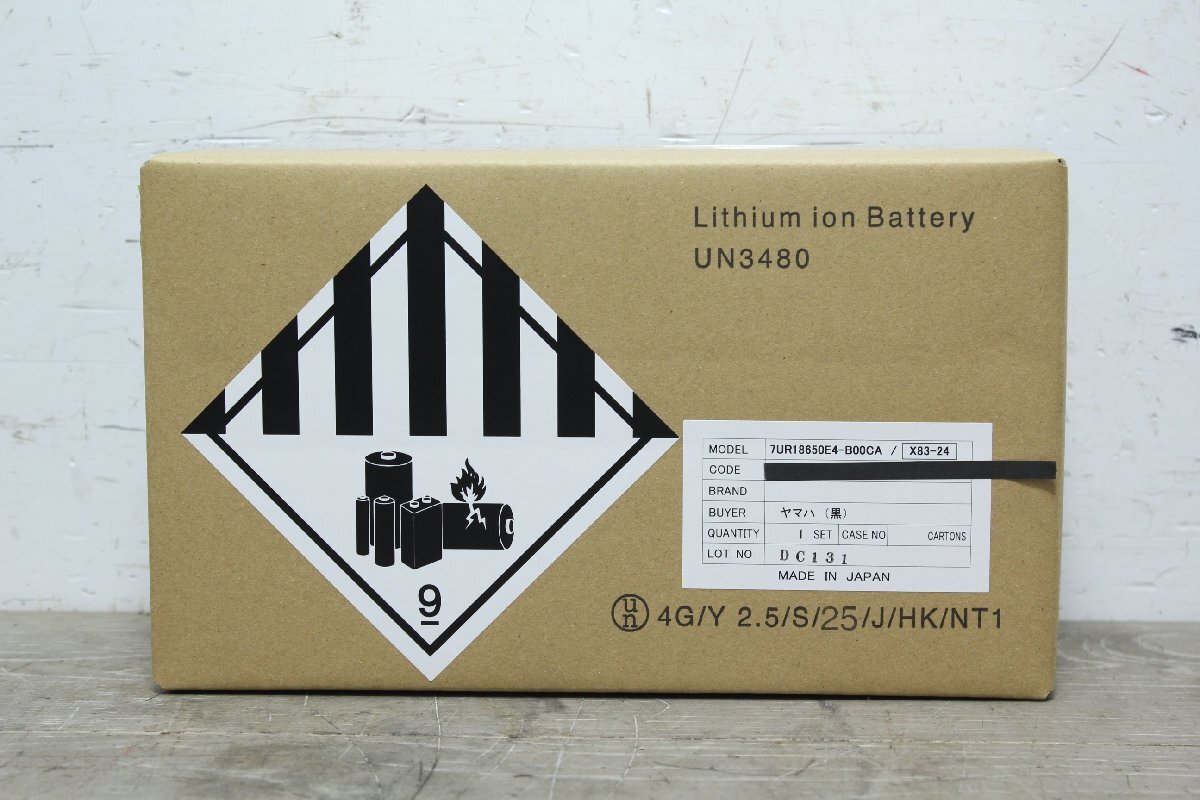 Lithium ion Battery
UN3480
MODEL 7UR18650E4-B00CA / X83-24
CODE
BRAND
BUYER ヤマハ (黒)
QUANTITY 1 SET CASE NO CARTONS
LOT. NO DC131
MADE IN JAPAN
9
un 4G/Y 2.5/S/25/J/HK/NT1